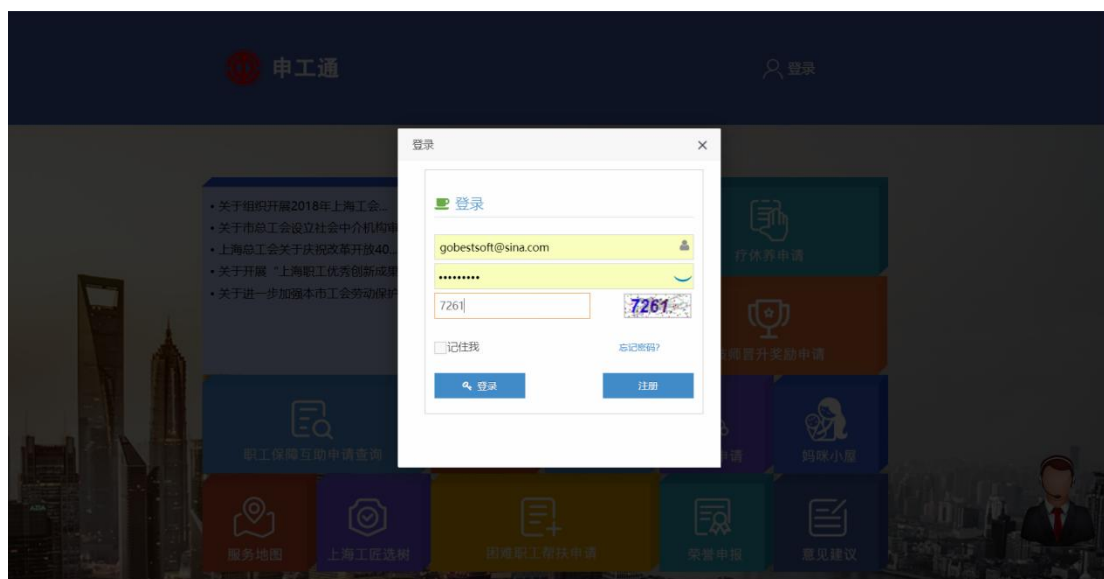 申工通
登录
登录
×
登录
gobestsoft@sina.com
•••••••••
7261
7261
记住我
忘记密码?
登录
注册
• 关于组织开展2018年上海工会...
• 关于市总工会设立社会中介机构
• 上海总工会关于庆祝改革开放40...
• 关于开展“上海职工优秀创新成果
• 关于进一步加强本市工会劳动保护
疗休养申请
师晋升奖励申请
职工保障互助申请查询
申请
妈咪小屋
服务地图
上海工匠选树
困难职工帮扶申请
荣誉申报
意见建议